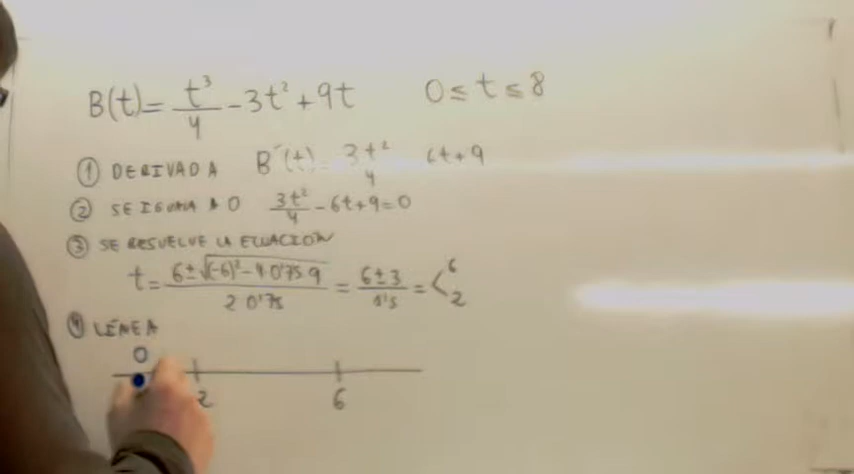 B(t)= t³/4 -3t²+9t 0≤t≤8
① DERIVADA B´(t)= 3t²/4 6t+9
② SE IGUALA A 0 3t²/4 -6t+9=0
③ SE RESUELVE LA ECUACIÓN
t= 6±√(-6)²-4·0'75·9 / 2·0'75 = 6±3 / 1'5 = < 6 2
④ LÍNEA
0
2 6